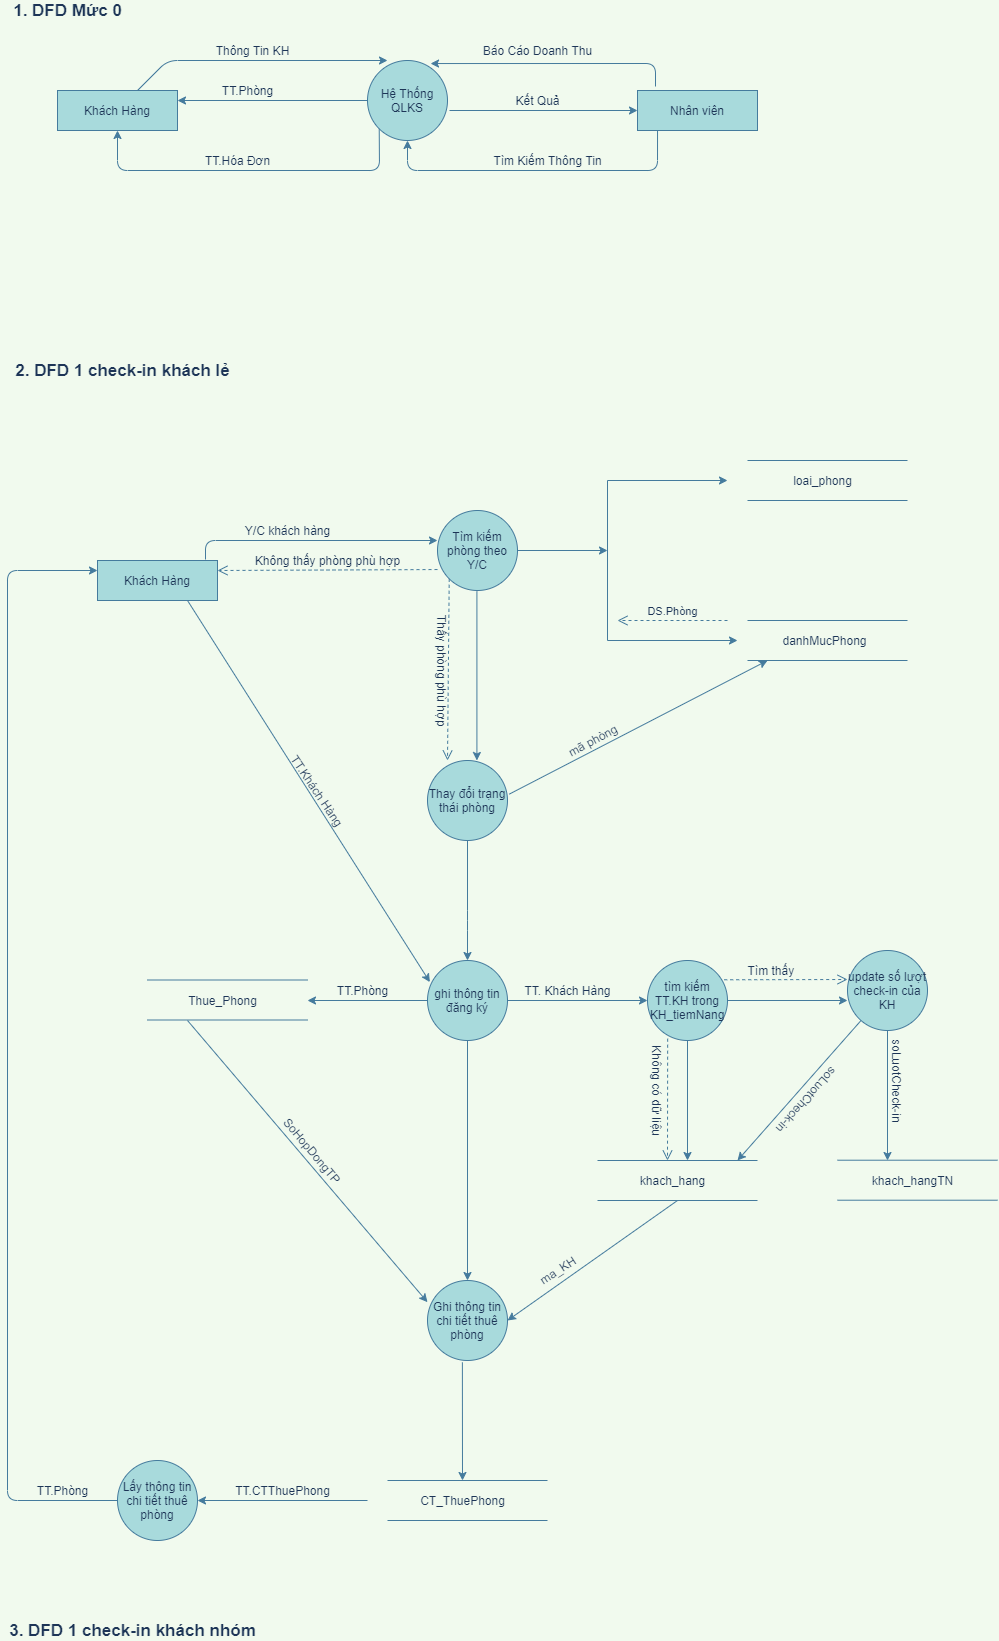 1. DFD Mức 0
Thông Tin KH
Báo Cáo Doanh Thu
Khách Hàng
TT.Phòng
Hệ Thống
QLKS
Kết Quả
Nhân viên
TT.Hóa Đơn
Tìm Kiếm Thông Tin
2. DFD 1 check-in khách lẻ
loai_phong
Y/C khách hàng
Tìm kiếm
phòng theo
Y/C
Không thấy phòng phù hợp
Khách Hàng
DS.Phòng
danhMucPhong
Thấy phòng phù hợp
mã phòng
TT.Khách Hàng
Thay đổi trạng
thái phòng
Tìm thấy
update số lượt
check-in của
KH
Thue_Phong
TT.Phòng
ghi thông tin
đăng ký
TT. Khách Hàng
tìm kiếm
TT.KH trong
KH_tiemNang
Không có dữ liệu
soLuotCheck-in
soLuotCheck-in
SoHopDongTP
khach_hang
khach_hangTN
ma_KH
Ghi thông tin
chi tiết thuê
phòng
TT.Phòng
Lấy thông tin
chi tiết thuê
phòng
TT.CTThuePhong
CT_ThuePhong
3. DFD 1 check-in khách nhóm